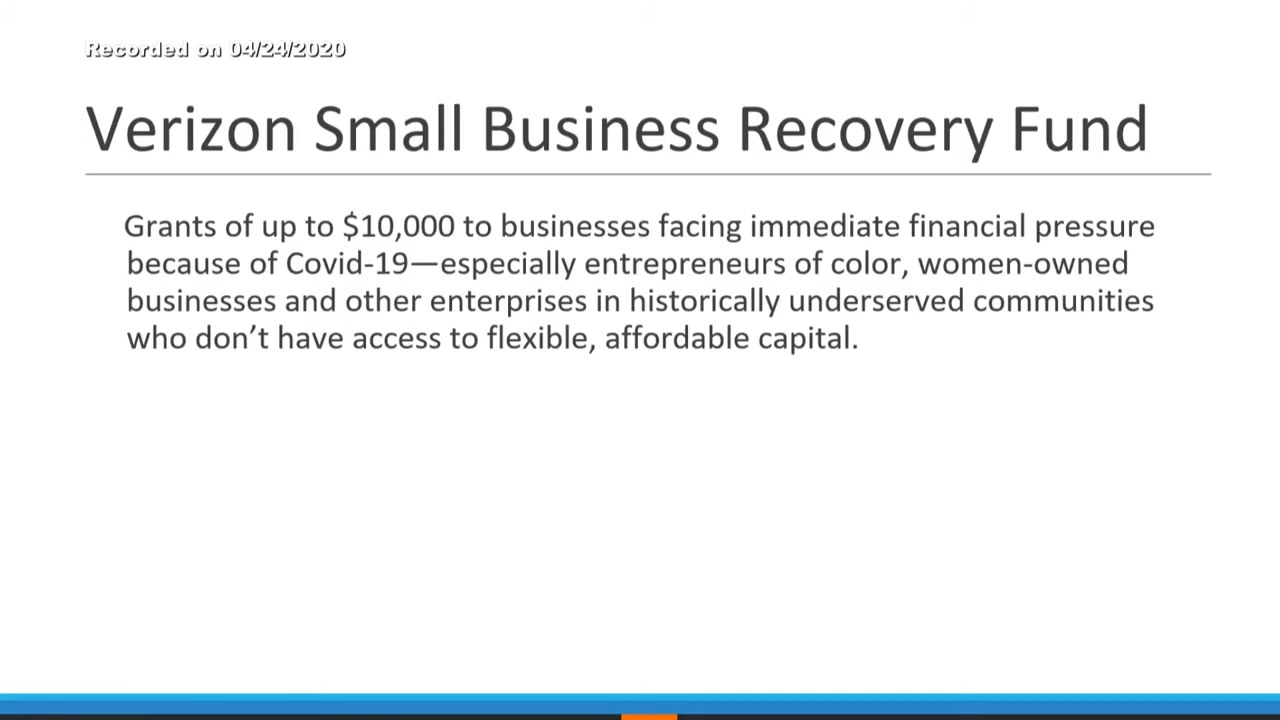 Recorded on 04/24/2020
Verizon Small Business Recovery Fund
Grants of up to $10,000 to businesses facing immediate financial pressure
because of Covid-19—especially entrepreneurs of color, women-owned
businesses and other enterprises in historically underserved communities
who don’t have access to flexible, affordable capital.